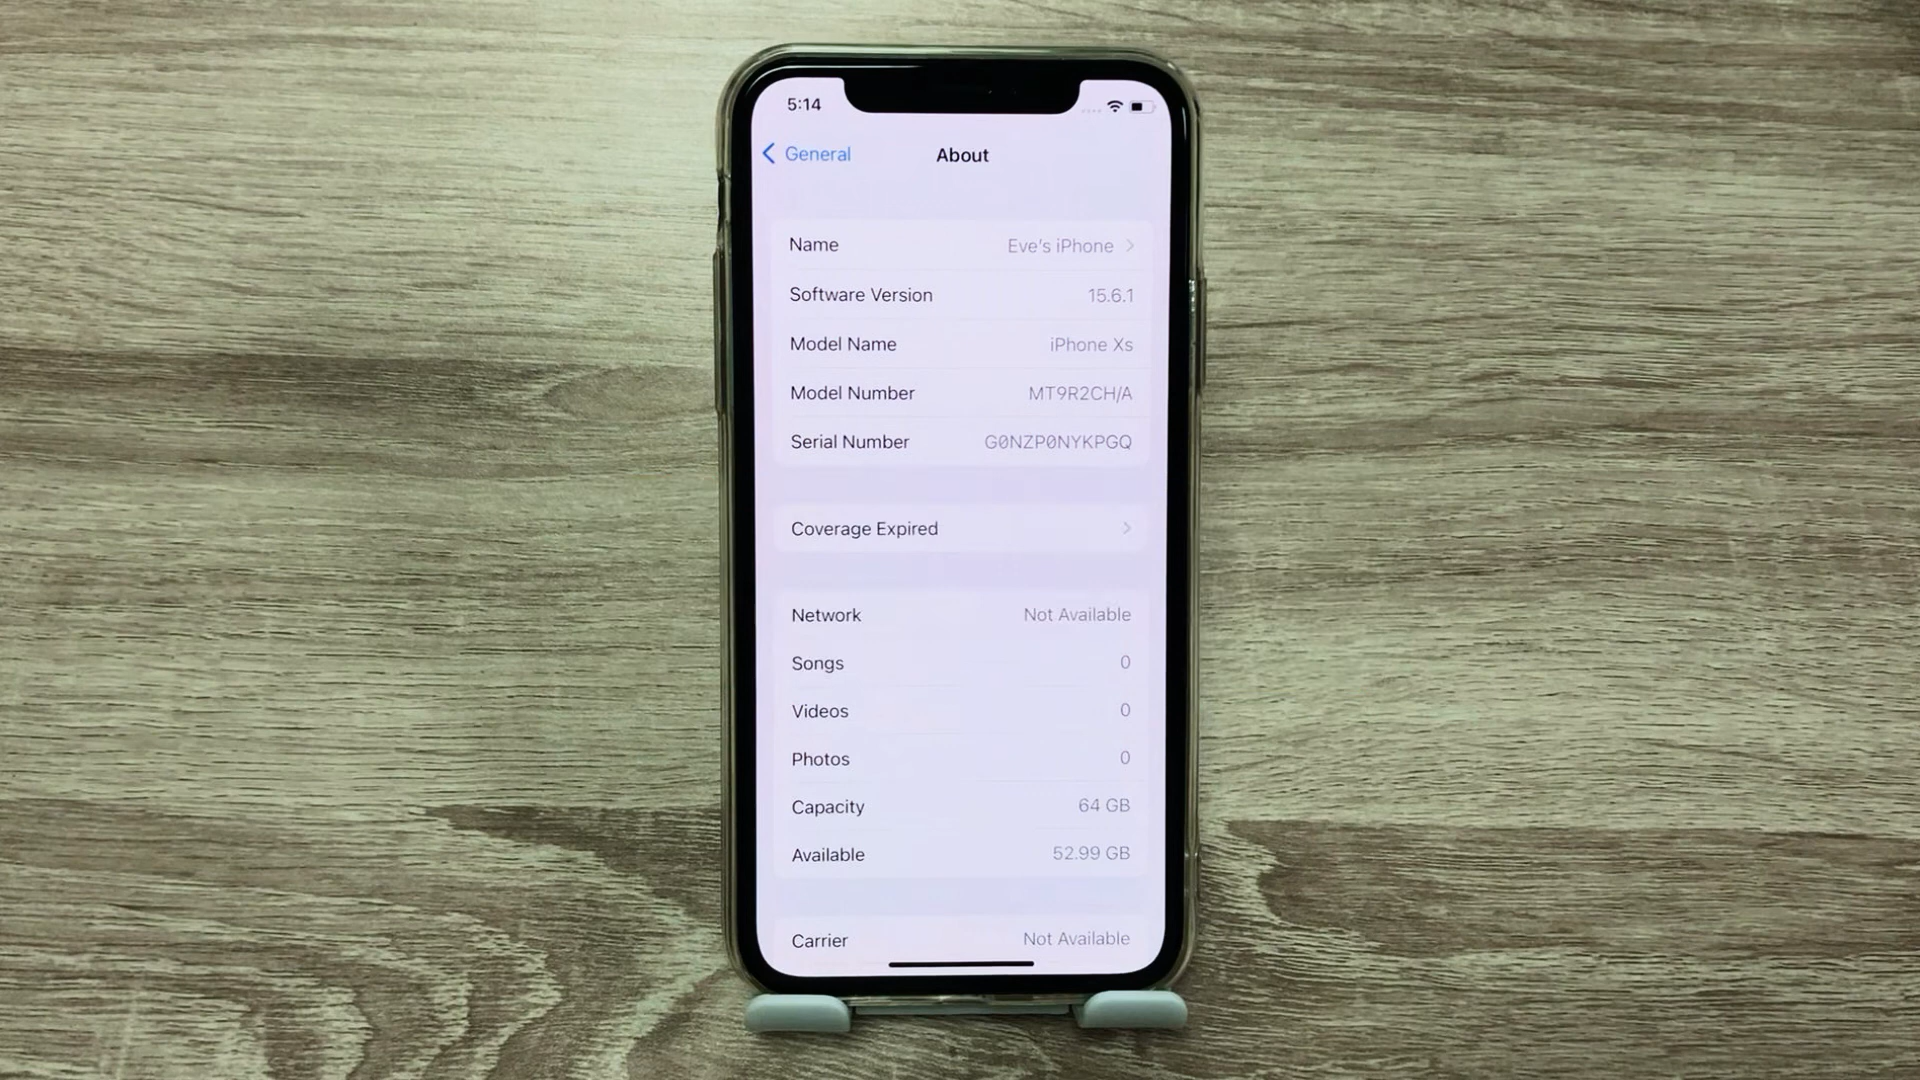 5:14
General
About
Name Eve's iPhone
Software Version 15.6.1
Model Name iPhone Xs
Model Number MT9R2CH/A
Serial Number G0NZP0NYKPGQ
Coverage Expired
Network Not Available
Songs 0
Videos 0
Photos 0
Capacity 64 GB
Available 52.99 GB
Carrier Not Available